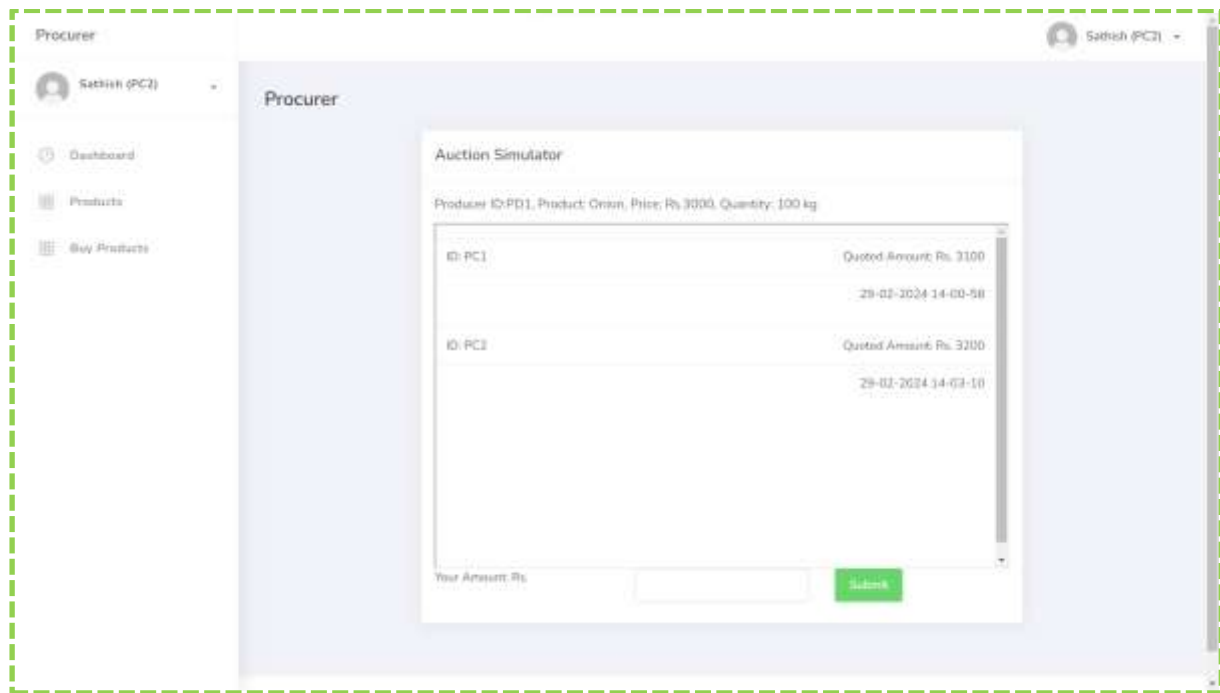 Procurer
Sathish (PC2)
Sathish (PC2)
Procurer
Dashboard
Products
Buy Products
Auction Simulator
Producer ID:PD1, Product: Onion, Price: Rs.3000, Quantity: 100 kg
ID: PC1 Quoted Amount: Rs. 3100
29-02-2024 14-00-58
ID: PC2 Quoted Amount: Rs. 3200
29-02-2024 14-03-10
Your Amount: Rs.
Submit